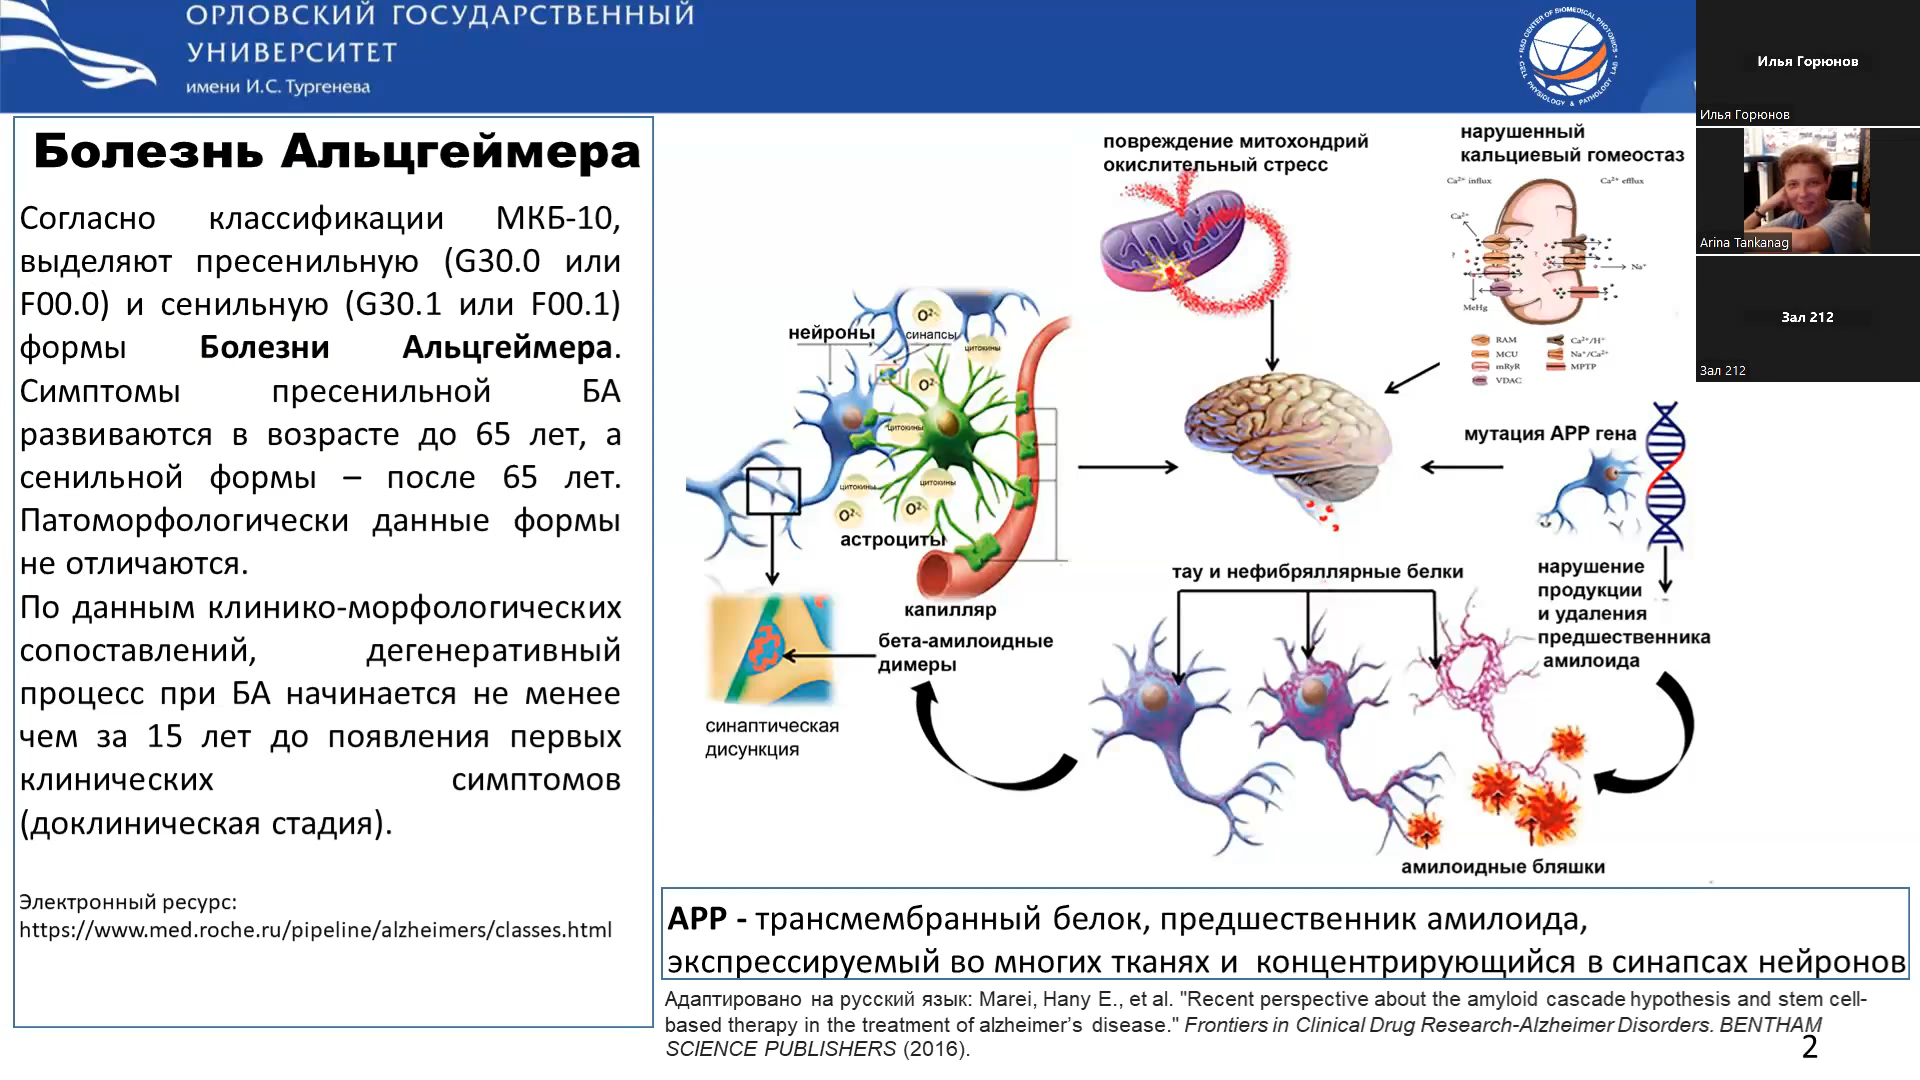 ОРЛОВСКИЙ ГОСУДАРСТВЕННЫЙ
УНИВЕРСИТЕТ
имени И.С. Тургенева
R&D CENTER OF BIOMEDICAL PHOTONICS
CELL PHYSIOLOGY & PATHOLOGY LAB
Илья Горюнов
Илья Горюнов
Arina Tankanag
Зал 212
Зал 212
Болезнь Альцгеймера
Согласно классификации МКБ-10,
выделяют пресенильную (G30.0 или
F00.0) и сенильную (G30.1 или F00.1)
формы Болезни Альцгеймера.
Симптомы пресенильной БА
развиваются в возрасте до 65 лет, а
сенильной формы – после 65 лет.
Патоморфологически данные формы
не отличаются.
По данным клинико-морфологических
сопоставлений, дегенеративный
процесс при БА начинается не менее
чем за 15 лет до появления первых
клинических симптомов
(доклиническая стадия).
Электронный ресурс:
https://www.med.roche.ru/pipeline/alzheimers/classes.html
повреждение митохондрий
окислительный стресс
нарушенный
кальциевый гомеостаз
Ca²⁺ influx
Ca²⁺ efflux
Ca²⁺
Na⁺
MeHg
RAM
MCU
mRyR
VDAC
Ca²⁺/H⁺
Na⁺/Ca²⁺
MPTP
нейроны
синапсы
O²⁻
цитокины
O²⁻
цитокины
цитокины
цитокины
O²⁻
O²⁻
астроциты
капилляр
мутация APP гена
нарушение
продукции
и удаления
предшественника
амилоида
тау и нефибряллярные белки
бета-амилоидные
димеры
синаптическая
дисункция
амилоидные бляшки
APP - трансмембранный белок, предшественник амилоида,
экспрессируемый во многих тканях и концентрирующийся в синапсах нейронов
Адаптировано на русский язык: Marei, Hany E., et al. "Recent perspective about the amyloid cascade hypothesis and stem cell-
based therapy in the treatment of alzheimer's disease." Frontiers in Clinical Drug Research-Alzheimer Disorders. BENTHAM
SCIENCE PUBLISHERS (2016).
2